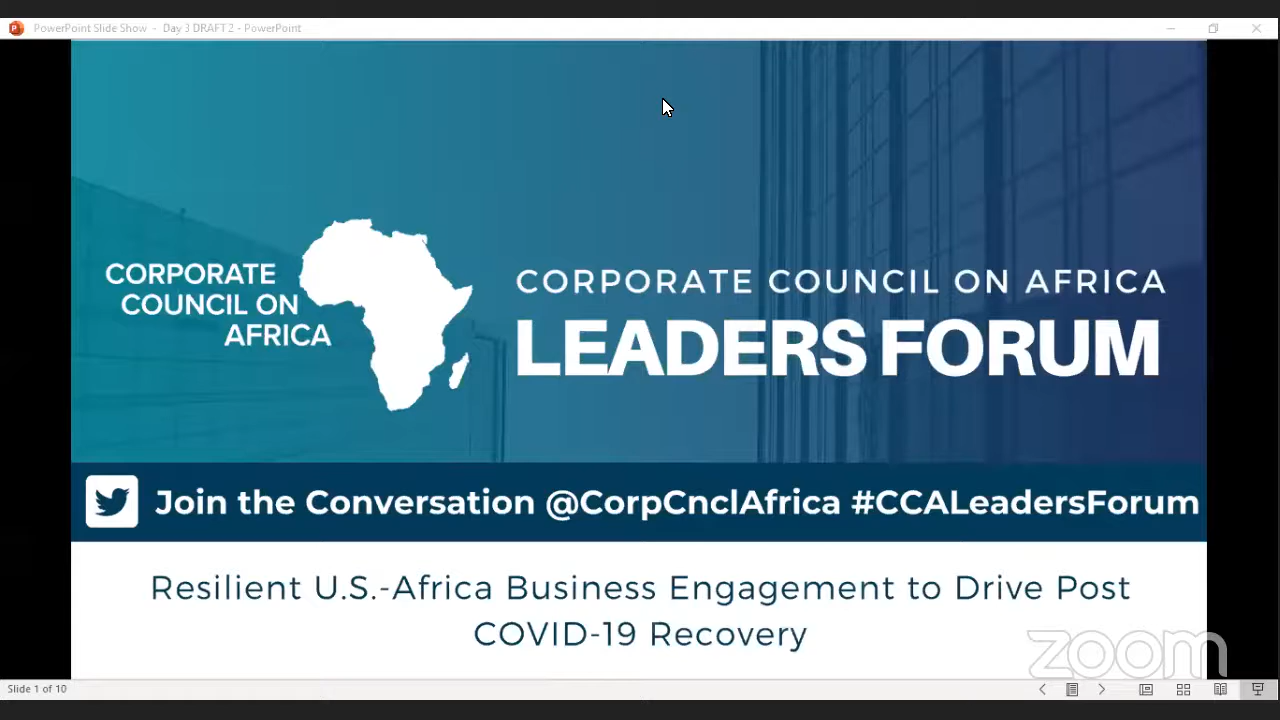 PowerPoint Slide Show - Day 3 DRAFT 2 - PowerPoint
CORPORATE
COUNCIL ON
AFRICA
CORPORATE COUNCIL ON AFRICA
LEADERS FORUM
Join the Conversation @CorpCnclAfrica #CCALeadersForum
Resilient U.S.-Africa Business Engagement to Drive Post
COVID-19 Recovery
zoom
Slide 1 of 10